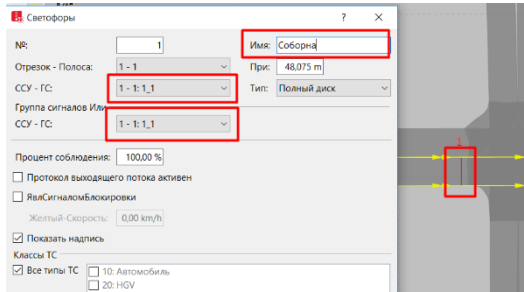 Светофоры ? ×
№: 1 Имя: Соборна
Отрезок - Полоса: 1 - 1 При: 48,075 m
ССУ - ГС: 1 - 1: 1_1 Тип: Полный диск
Группа сигналов Или
ССУ - ГС: 1 - 1: 1_1
Процент соблюдения: 100,00 %
Протокол выходящего потока активен
ЯвлСигналомБлокировки
Желтый-Скорость: 0,00 km/h
Показать надпись
Классы ТС
Все типы ТС 10: Автомобиль
20: HGV
1